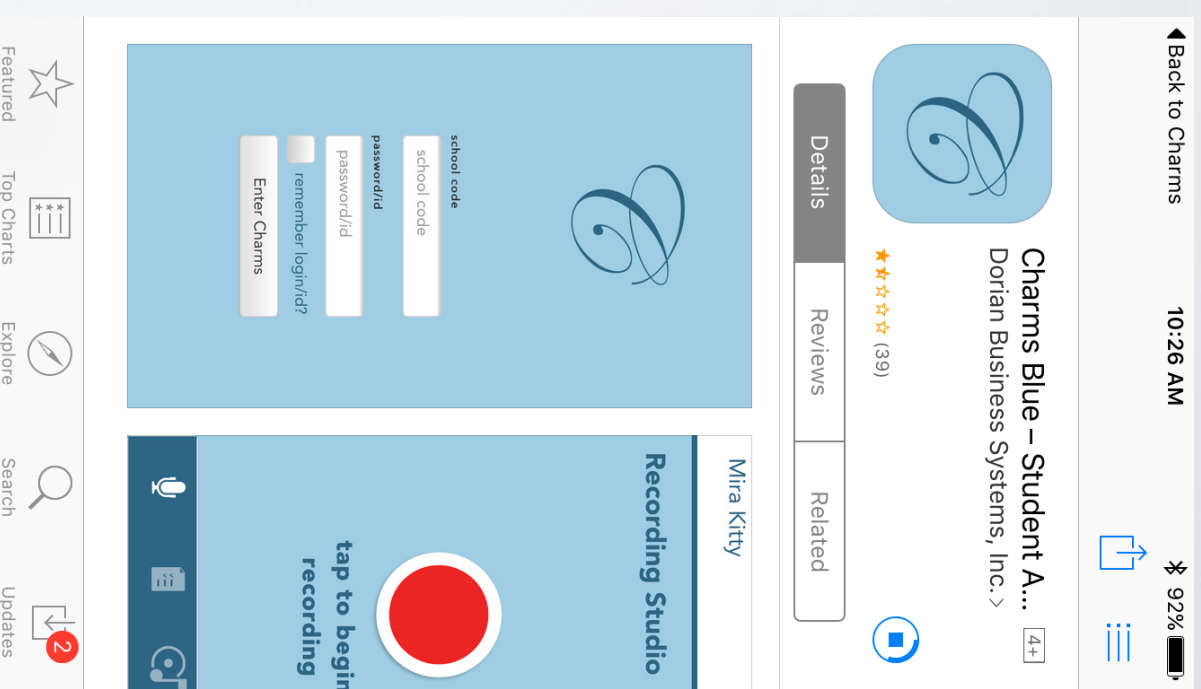 Back to Charms
10:26 AM
92%
Charms Blue – Student A...
4+
Dorian Business Systems, Inc. >
(39)
Details
Reviews
Related
school code
school code
password/id
password/id
remember login/id?
Enter Charms
Mira Kitty
Recording Studio
tap to begin
recording
Featured
Top Charts
Explore
Search
Updates
2